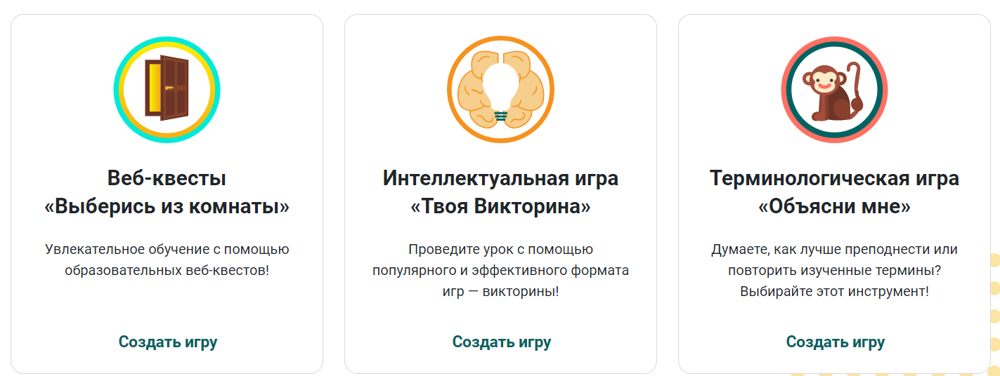 Веб-квесты
«Выберись из комнаты»
Увлекательное обучение с помощью
образовательных веб-квестов!
Создать игру
Интеллектуальная игра
«Твоя Викторина»
Проведите урок с помощью
популярного и эффективного формата
игр — викторины!
Создать игру
Терминологическая игра
«Объясни мне»
Думаете, как лучше преподнести или
повторить изученные термины?
Выбирайте этот инструмент!
Создать игру